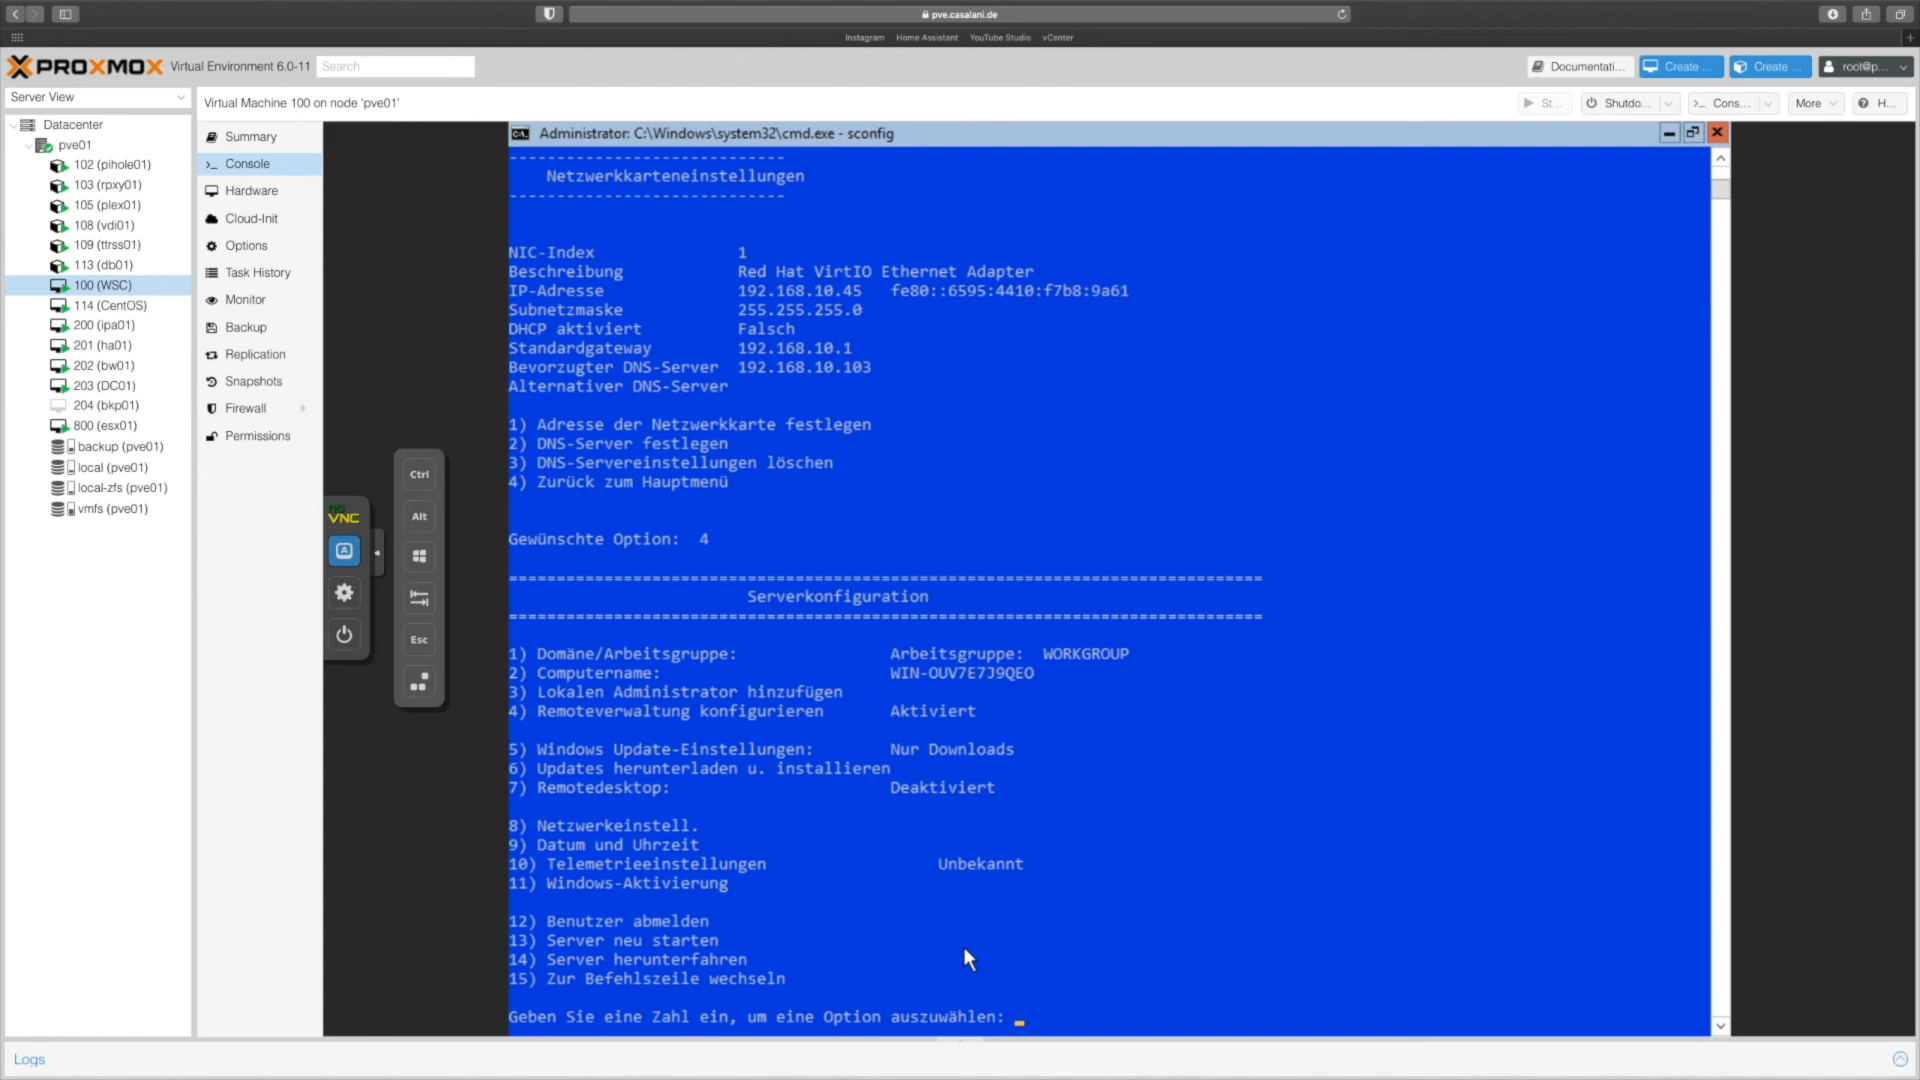 pve.casalani.de
Instagram Home Assistant YouTube Studio vCenter
PROXMOX Virtual Environment 6.0-11 Search
Documentati... Create ... Create ... root@p...
Server View
Virtual Machine 100 on node 'pve01'
St... Shutdo... Cons... More H...
Datacenter
pve01
102 (pihole01)
103 (rpxy01)
105 (plex01)
108 (vdi01)
109 (ttrss01)
113 (db01)
100 (WSC)
114 (CentOS)
200 (ipa01)
201 (ha01)
202 (bw01)
203 (DC01)
204 (bkp01)
800 (esx01)
backup (pve01)
local (pve01)
local-zfs (pve01)
vmfs (pve01)
Summary
Console
Hardware
Cloud-Init
Options
Task History
Monitor
Backup
Replication
Snapshots
Firewall
Permissions
no
VNC
A
Ctrl
Alt
Esc
Administrator: C:\Windows\system32\cmd.exe - sconfig
-----------------------------
Netzwerkkarteneinstellungen
-----------------------------
NIC-Index 1
Beschreibung Red Hat VirtIO Ethernet Adapter
IP-Adresse 192.168.10.45 fe80::6595:4410:f7b8:9a61
Subnetzmaske 255.255.255.0
DHCP aktiviert Falsch
Standardgateway 192.168.10.1
Bevorzugter DNS-Server 192.168.10.103
Alternativer DNS-Server
1) Adresse der Netzwerkkarte festlegen
2) DNS-Server festlegen
3) DNS-Servereinstellungen löschen
4) Zurück zum Hauptmenü
Gewünschte Option: 4
===============================================================================
Serverkonfiguration
===============================================================================
1) Domäne/Arbeitsgruppe: Arbeitsgruppe: WORKGROUP
2) Computername: WIN-OUV7E7J9QEO
3) Lokalen Administrator hinzufügen
4) Remoteverwaltung konfigurieren Aktiviert
5) Windows Update-Einstellungen: Nur Downloads
6) Updates herunterladen u. installieren
7) Remotedesktop: Deaktiviert
8) Netzwerkeinstell.
9) Datum und Uhrzeit
10) Telemetrieeinstellungen Unbekannt
11) Windows-Aktivierung
12) Benutzer abmelden
13) Server neu starten
14) Server herunterfahren
15) Zur Befehlszeile wechseln
Geben Sie eine Zahl ein, um eine Option auszuwählen:
Logs